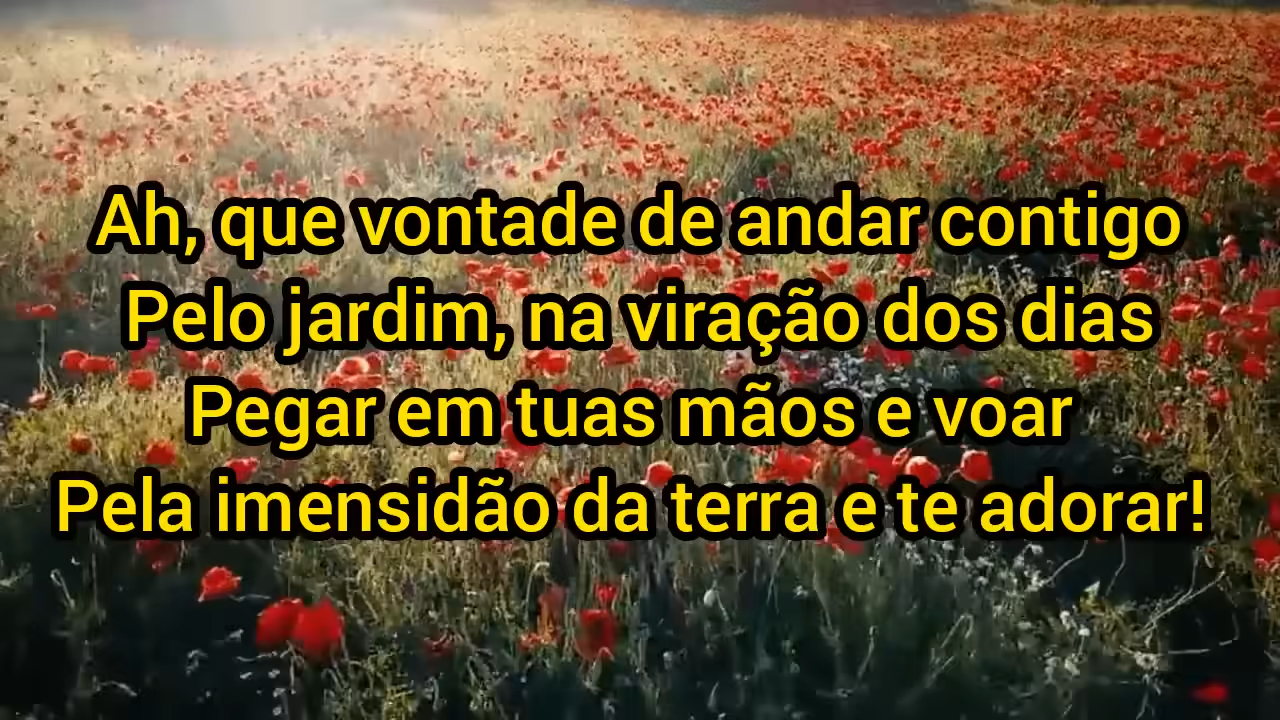 Ah, que vontade de andar contigo
Pelo jardim, na viração dos dias
Pegar em tuas mãos e voar
Pela imensidão da terra e te adorar!